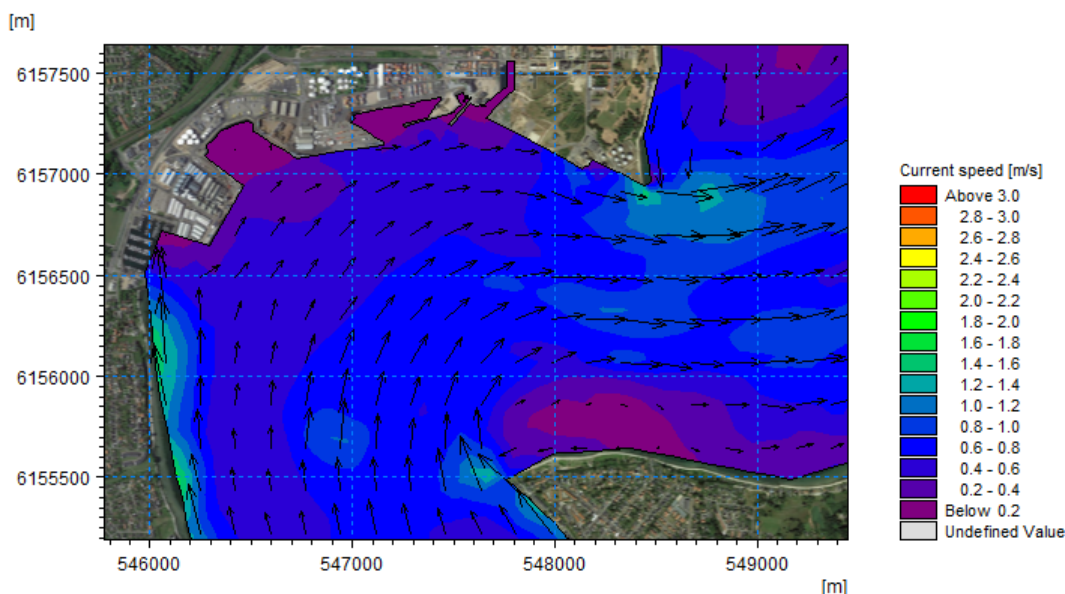 [m]
6157500
6157000
6156500
6156000
6155500
546000 547000 548000 549000
[m]
Current speed [m/s]
Above 3.0
2.8 - 3.0
2.6 - 2.8
2.4 - 2.6
2.2 - 2.4
2.0 - 2.2
1.8 - 2.0
1.6 - 1.8
1.4 - 1.6
1.2 - 1.4
1.0 - 1.2
0.8 - 1.0
0.6 - 0.8
0.4 - 0.6
0.2 - 0.4
Below 0.2
Undefined Value